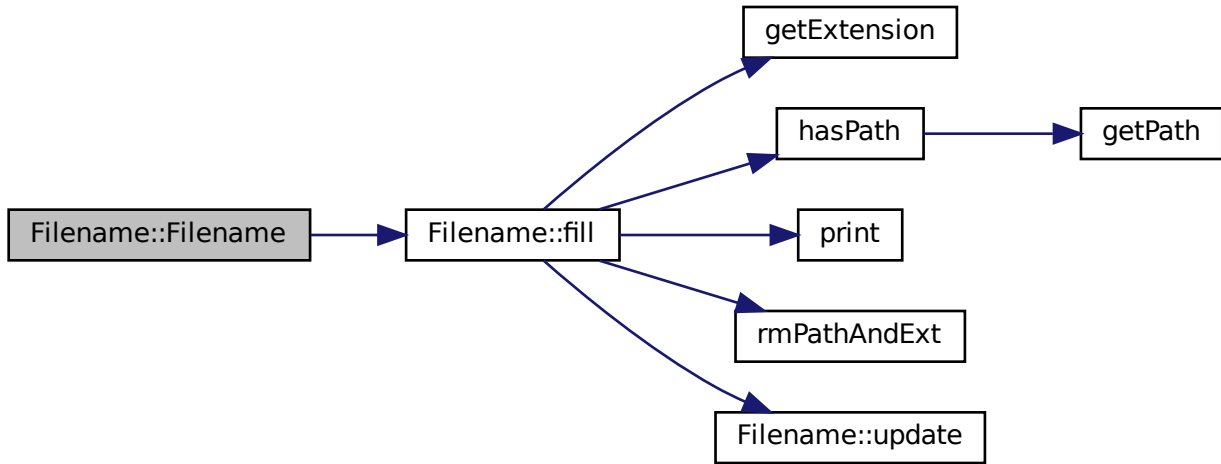 getExtension
hasPath
getPath
Filename::Filename
Filename::fill
print
rmPathAndExt
Filename::update